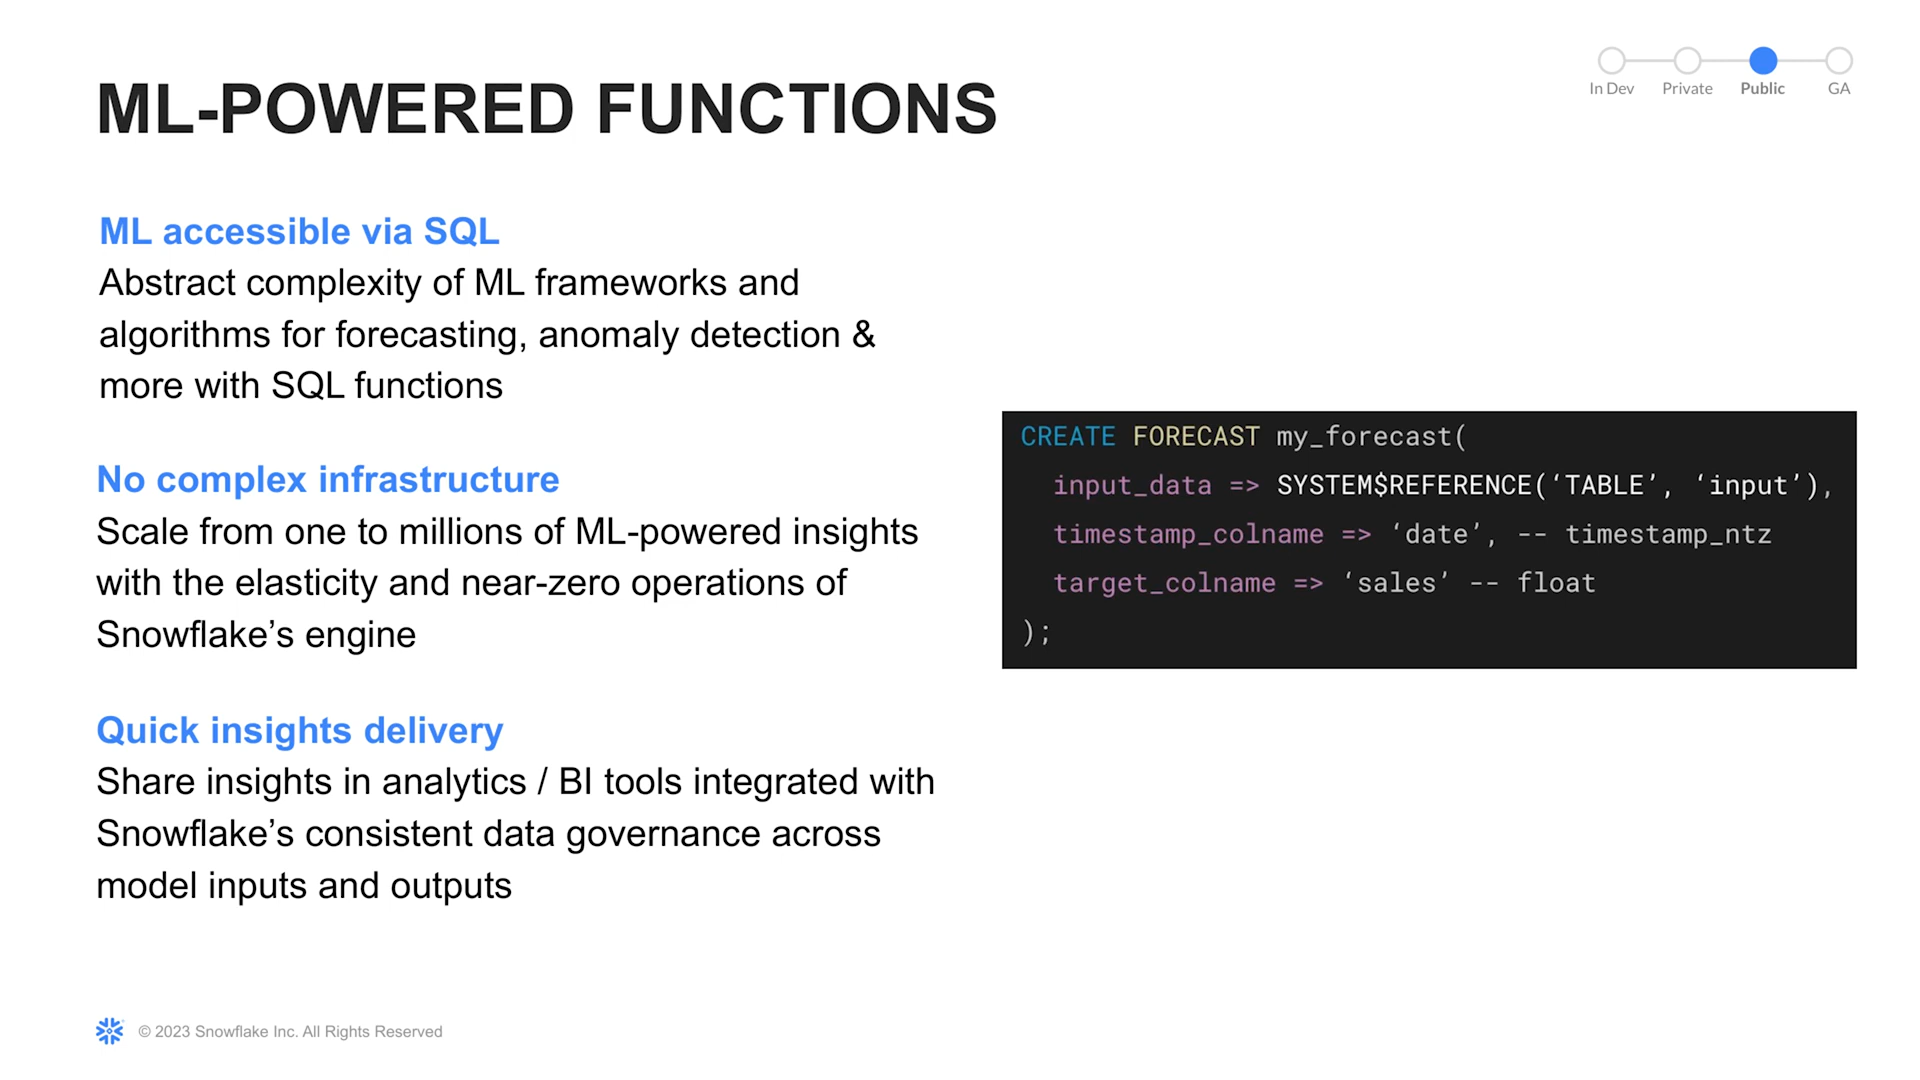 In Dev
Private
Public
GA
ML-POWERED FUNCTIONS
ML accessible via SQL
Abstract complexity of ML frameworks and
algorithms for forecasting, anomaly detection &
more with SQL functions
No complex infrastructure
Scale from one to millions of ML-powered insights
with the elasticity and near-zero operations of
Snowflake’s engine
Quick insights delivery
Share insights in analytics / BI tools integrated with
Snowflake’s consistent data governance across
model inputs and outputs
CREATE FORECAST my_forecast(
input_data => SYSTEM$REFERENCE(‘TABLE’, ‘input’),
timestamp_colname => ‘date’, -- timestamp_ntz
target_colname => ‘sales’ -- float
);
© 2023 Snowflake Inc. All Rights Reserved